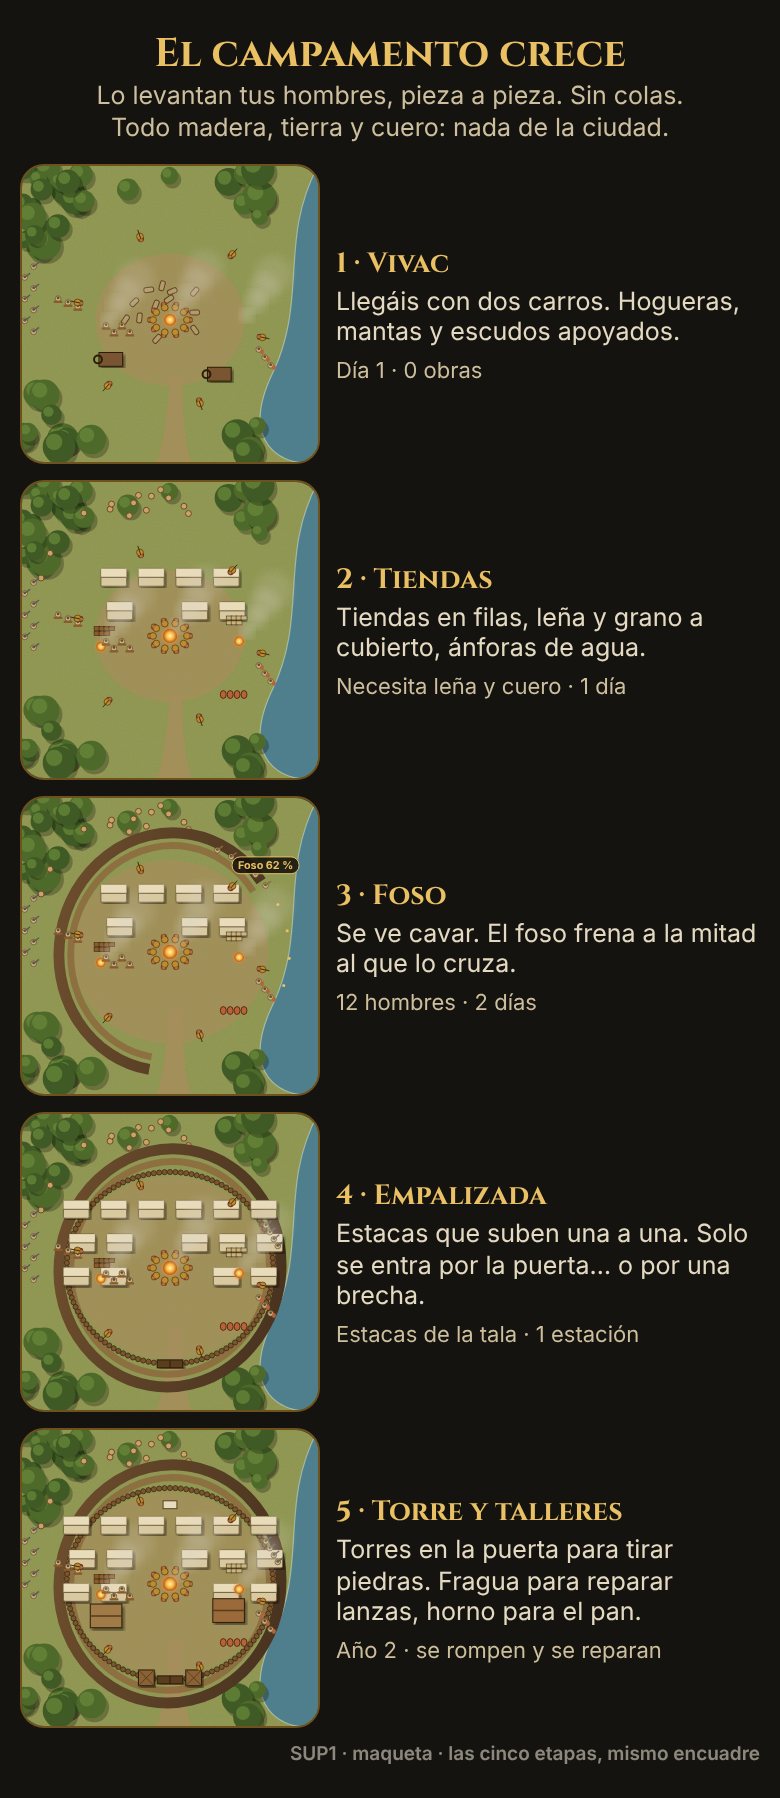 El campamento crece
Lo levantan tus hombres, pieza a pieza. Sin colas.
Todo madera, tierra y cuero: nada de la ciudad.
1 · Vivac
Llegáis con dos carros. Hogueras,
mantas y escudos apoyados.
Día 1 · 0 obras
2 · Tiendas
Tiendas en filas, leña y grano a
cubierto, ánforas de agua.
Necesita leña y cuero · 1 día
Foso 62 %
3 · Foso
Se ve cavar. El foso frena a la mitad
al que lo cruza.
12 hombres · 2 días
4 · Empalizada
Estacas que suben una a una. Solo
se entra por la puerta... o por una
brecha.
Estacas de la tala · 1 estación
5 · Torre y talleres
Torres en la puerta para tirar
piedras. Fragua para reparar
lanzas, horno para el pan.
Año 2 · se rompen y se reparan
SUP1 · maqueta · las cinco etapas, mismo encuadre